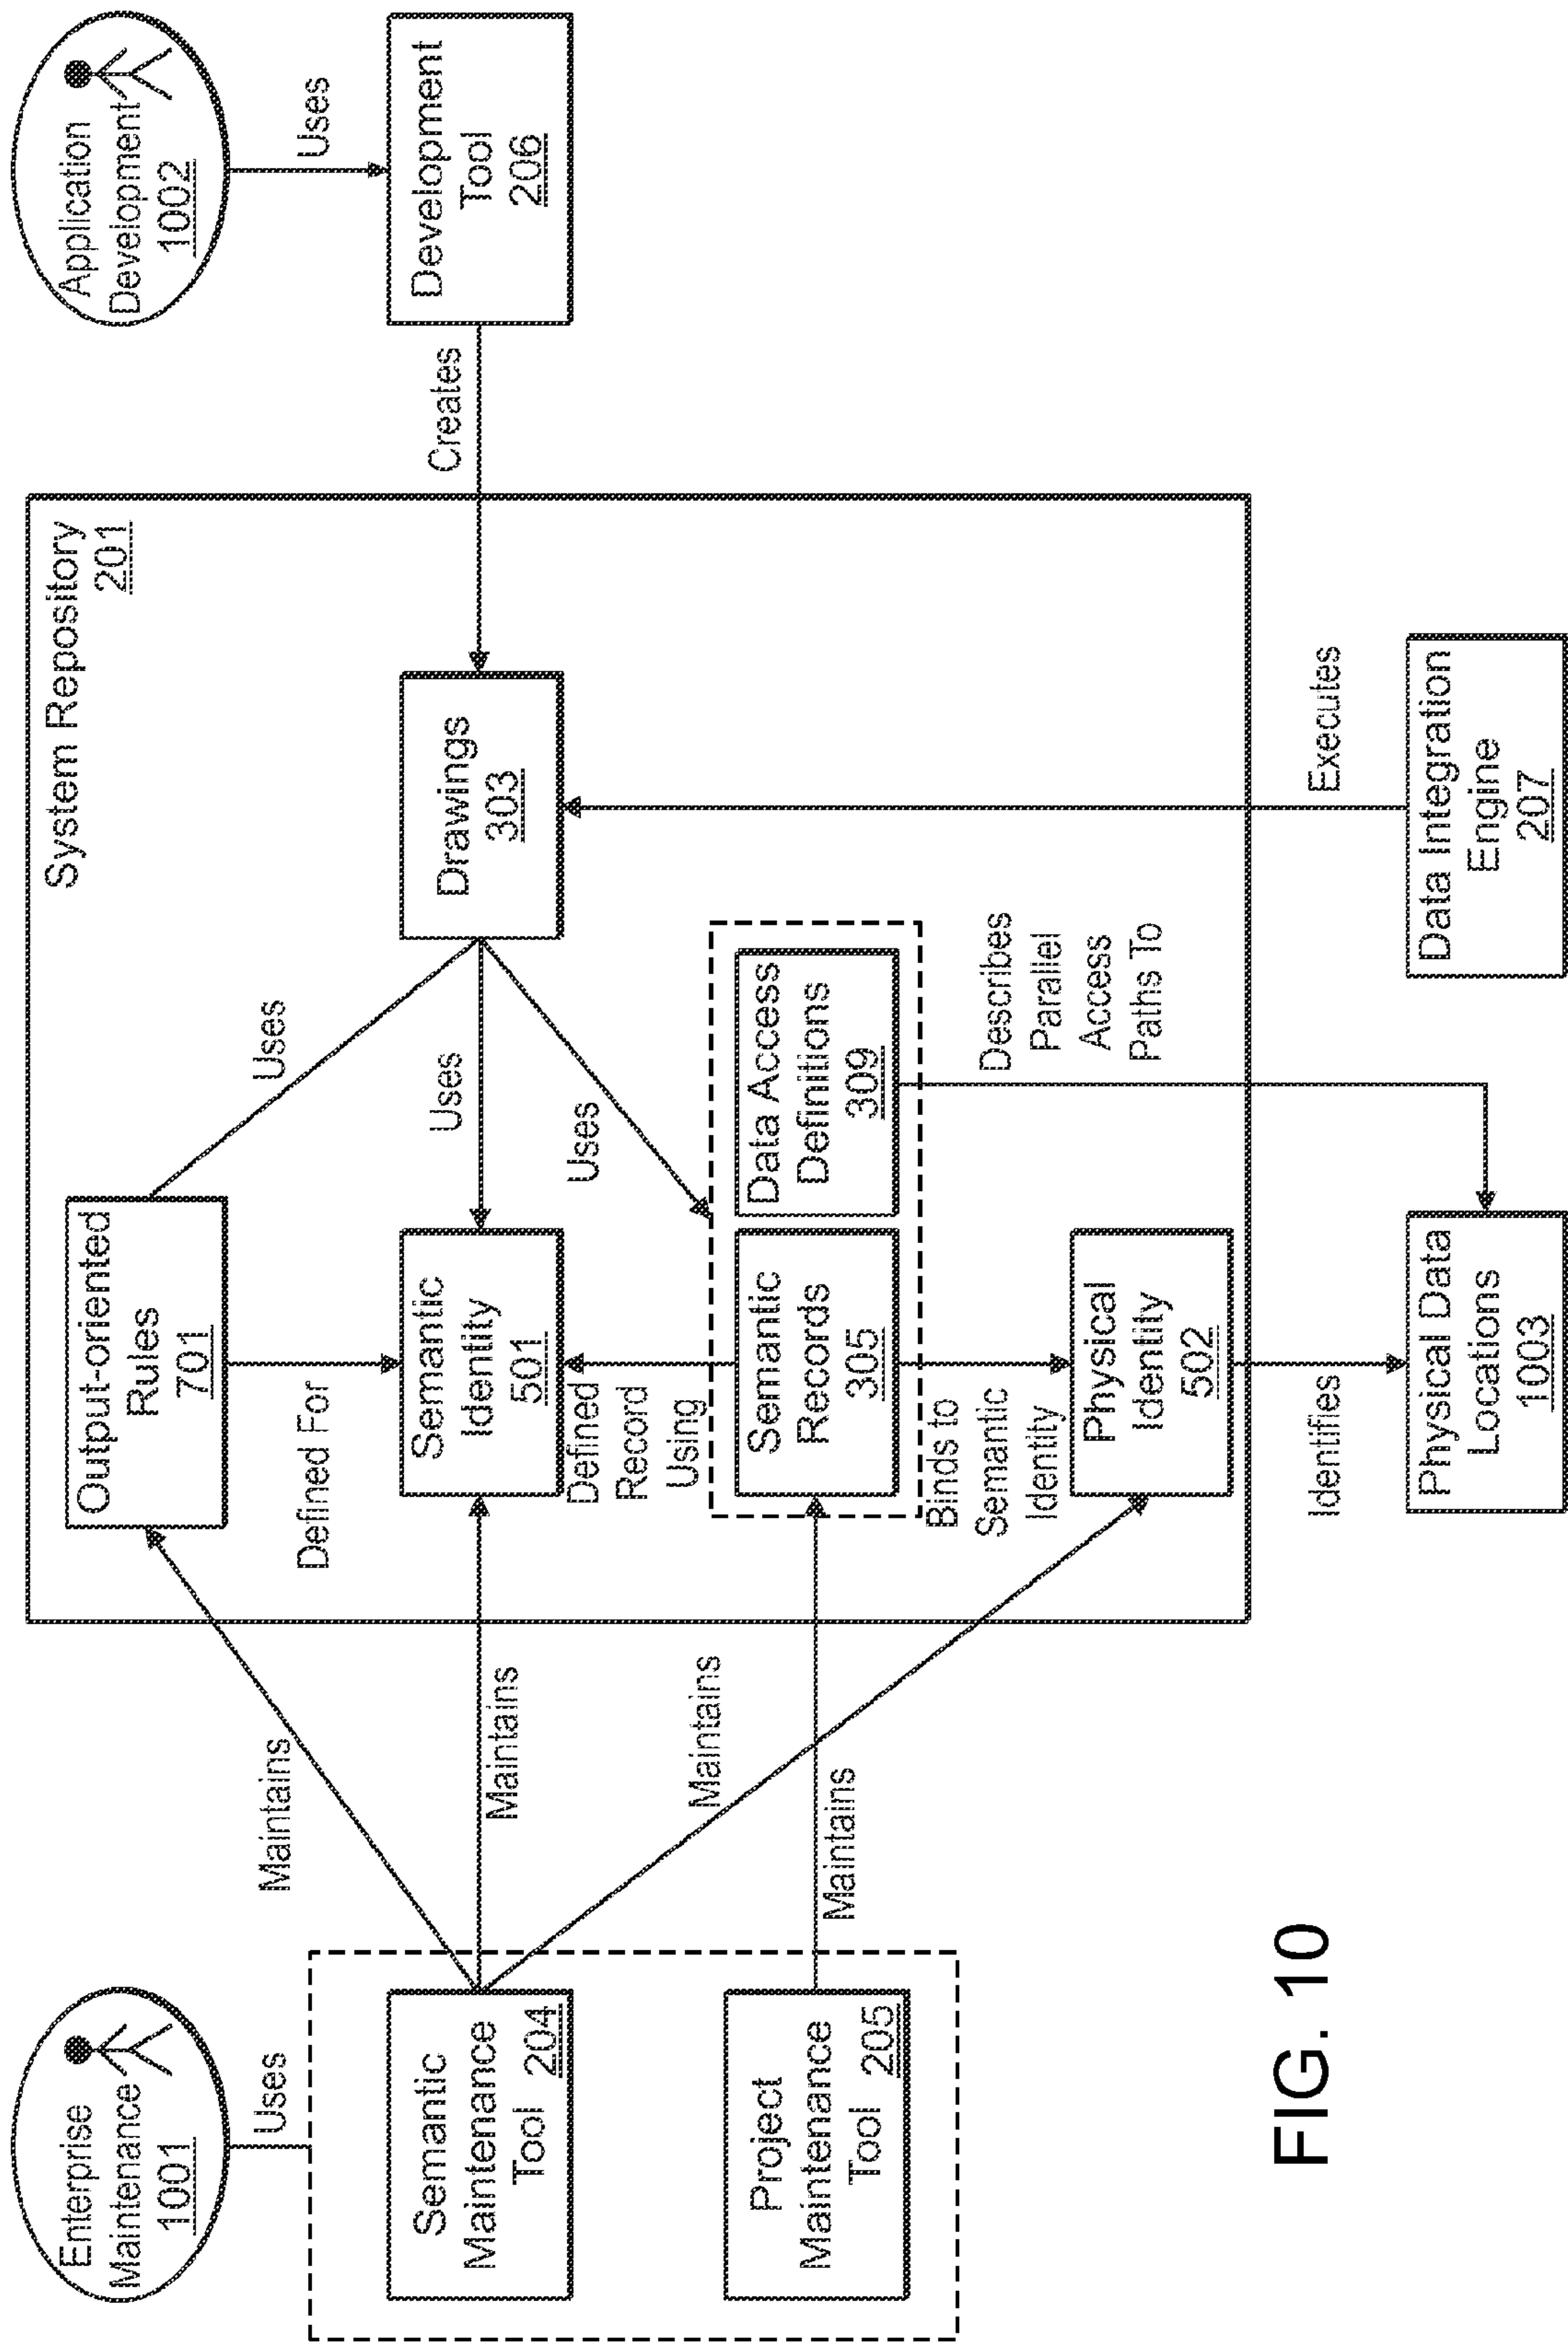 Enterprise
Maintenance
1001
Uses
Semantic
Maintenance
Tool 204
Project
Maintenance
Tool 205
Maintains
Maintains
Maintains
Maintains
System Repository
201
Output-oriented
Rules
701
Defined For
Semantic
Identity
501
Defined
Record
Using
Semantic
Records
305
Data Access
Definitions
309
Binds to
Semantic
Identity
Physical
Identity
502
Identifies
Physical Data
Locations
1003
Describes
Parallel
Access
Paths To
Uses
Uses
Uses
Drawings
303
Executes
Data Integration
Engine
207
Creates
Application
Development
1002
Uses
Development
Tool
206
FIG. 10